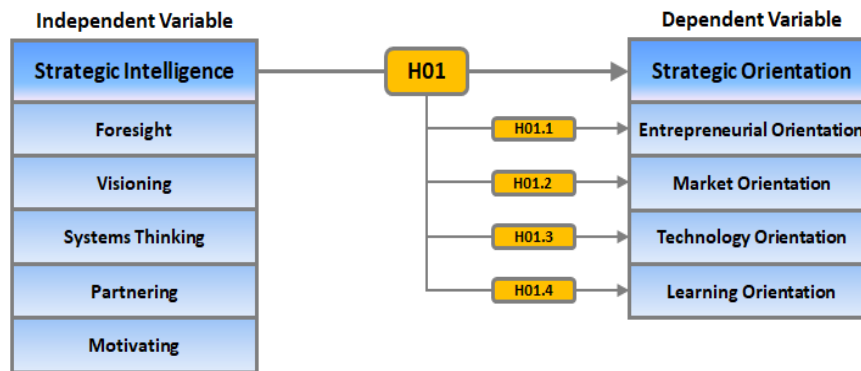 Independent Variable
Strategic Intelligence
Foresight
Visioning
Systems Thinking
Partnering
Motivating
H01
H01.1
H01.2
H01.3
H01.4
Dependent Variable
Strategic Orientation
Entrepreneurial Orientation
Market Orientation
Technology Orientation
Learning Orientation